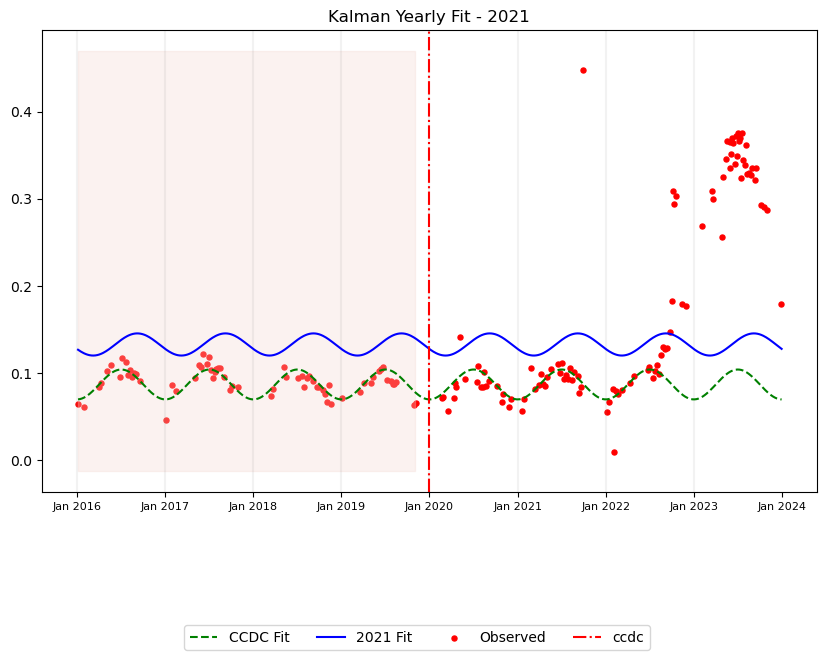 Kalman Yearly Fit - 2021
0.4
0.3
0.2
0.1
0.0
Jan 2016 Jan 2017 Jan 2018 Jan 2019 Jan 2020 Jan 2021 Jan 2022 Jan 2023 Jan 2024
CCDC Fit 2021 Fit Observed ccdc